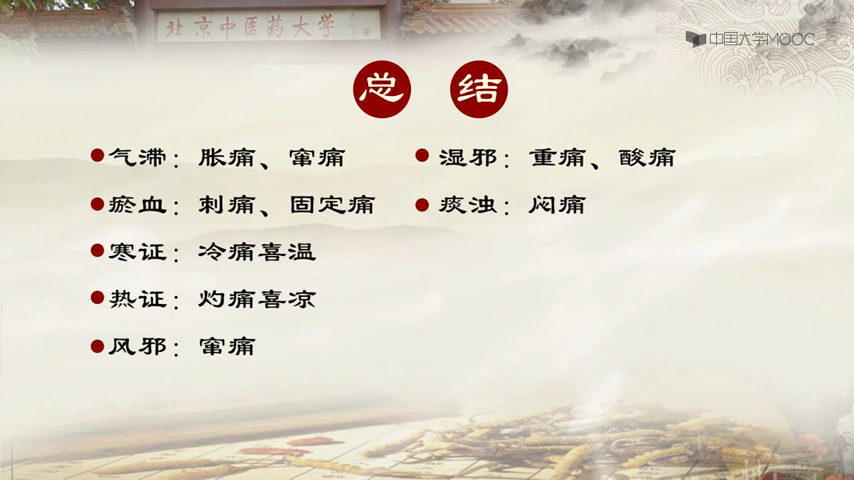 北京中医药大学
中国大学MOOC
总 结
气滞：胀痛、窜痛
瘀血：刺痛、固定痛
寒证：冷痛喜温
热证：灼痛喜凉
风邪：窜痛
湿邪：重痛、酸痛
痰浊：闷痛